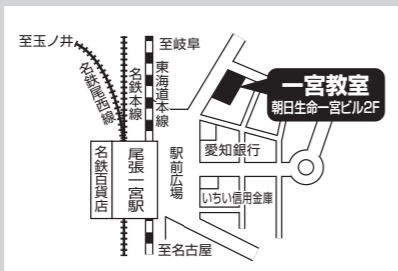 至玉ノ井
至岐阜
名鉄尾西線
名鉄本線
東海道本線
一宮教室
朝日生命一宮ビル2F
名鉄百貨店
尾張一宮駅
駅前広場
愛知銀行
いちい信用金庫
至名古屋